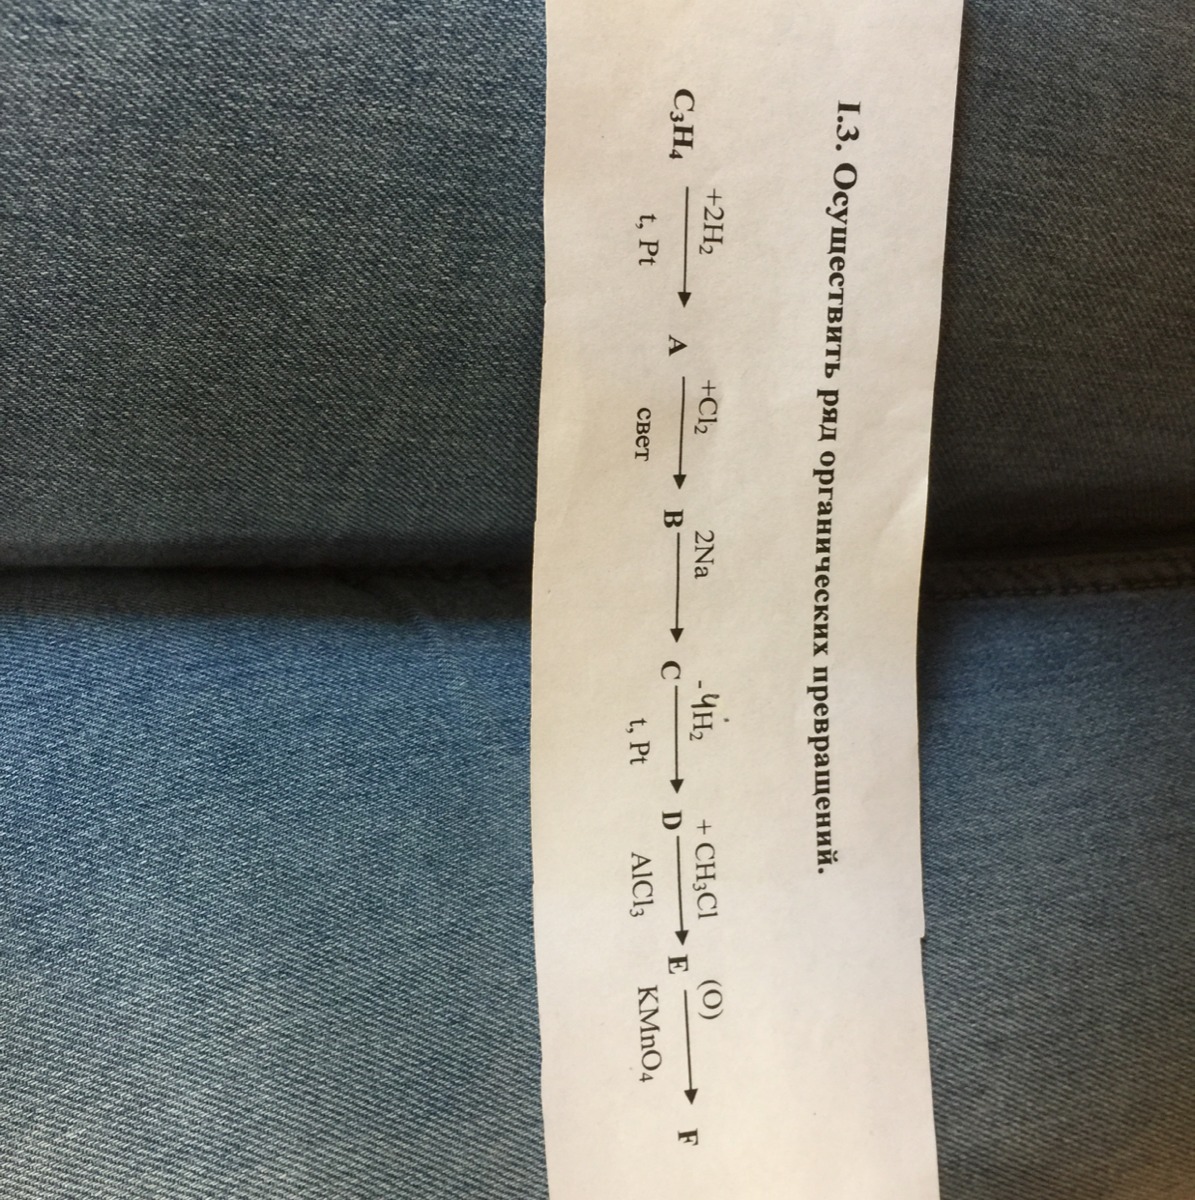 I.3. Осуществить ряд органических превращений.
+2H₂ +Cl₂ 2Na -4H₂ + CH₃Cl (O)
C₃H₄ → A → B → C → D → E → F
t, Pt свет t, Pt AlCl₃ KMnO₄